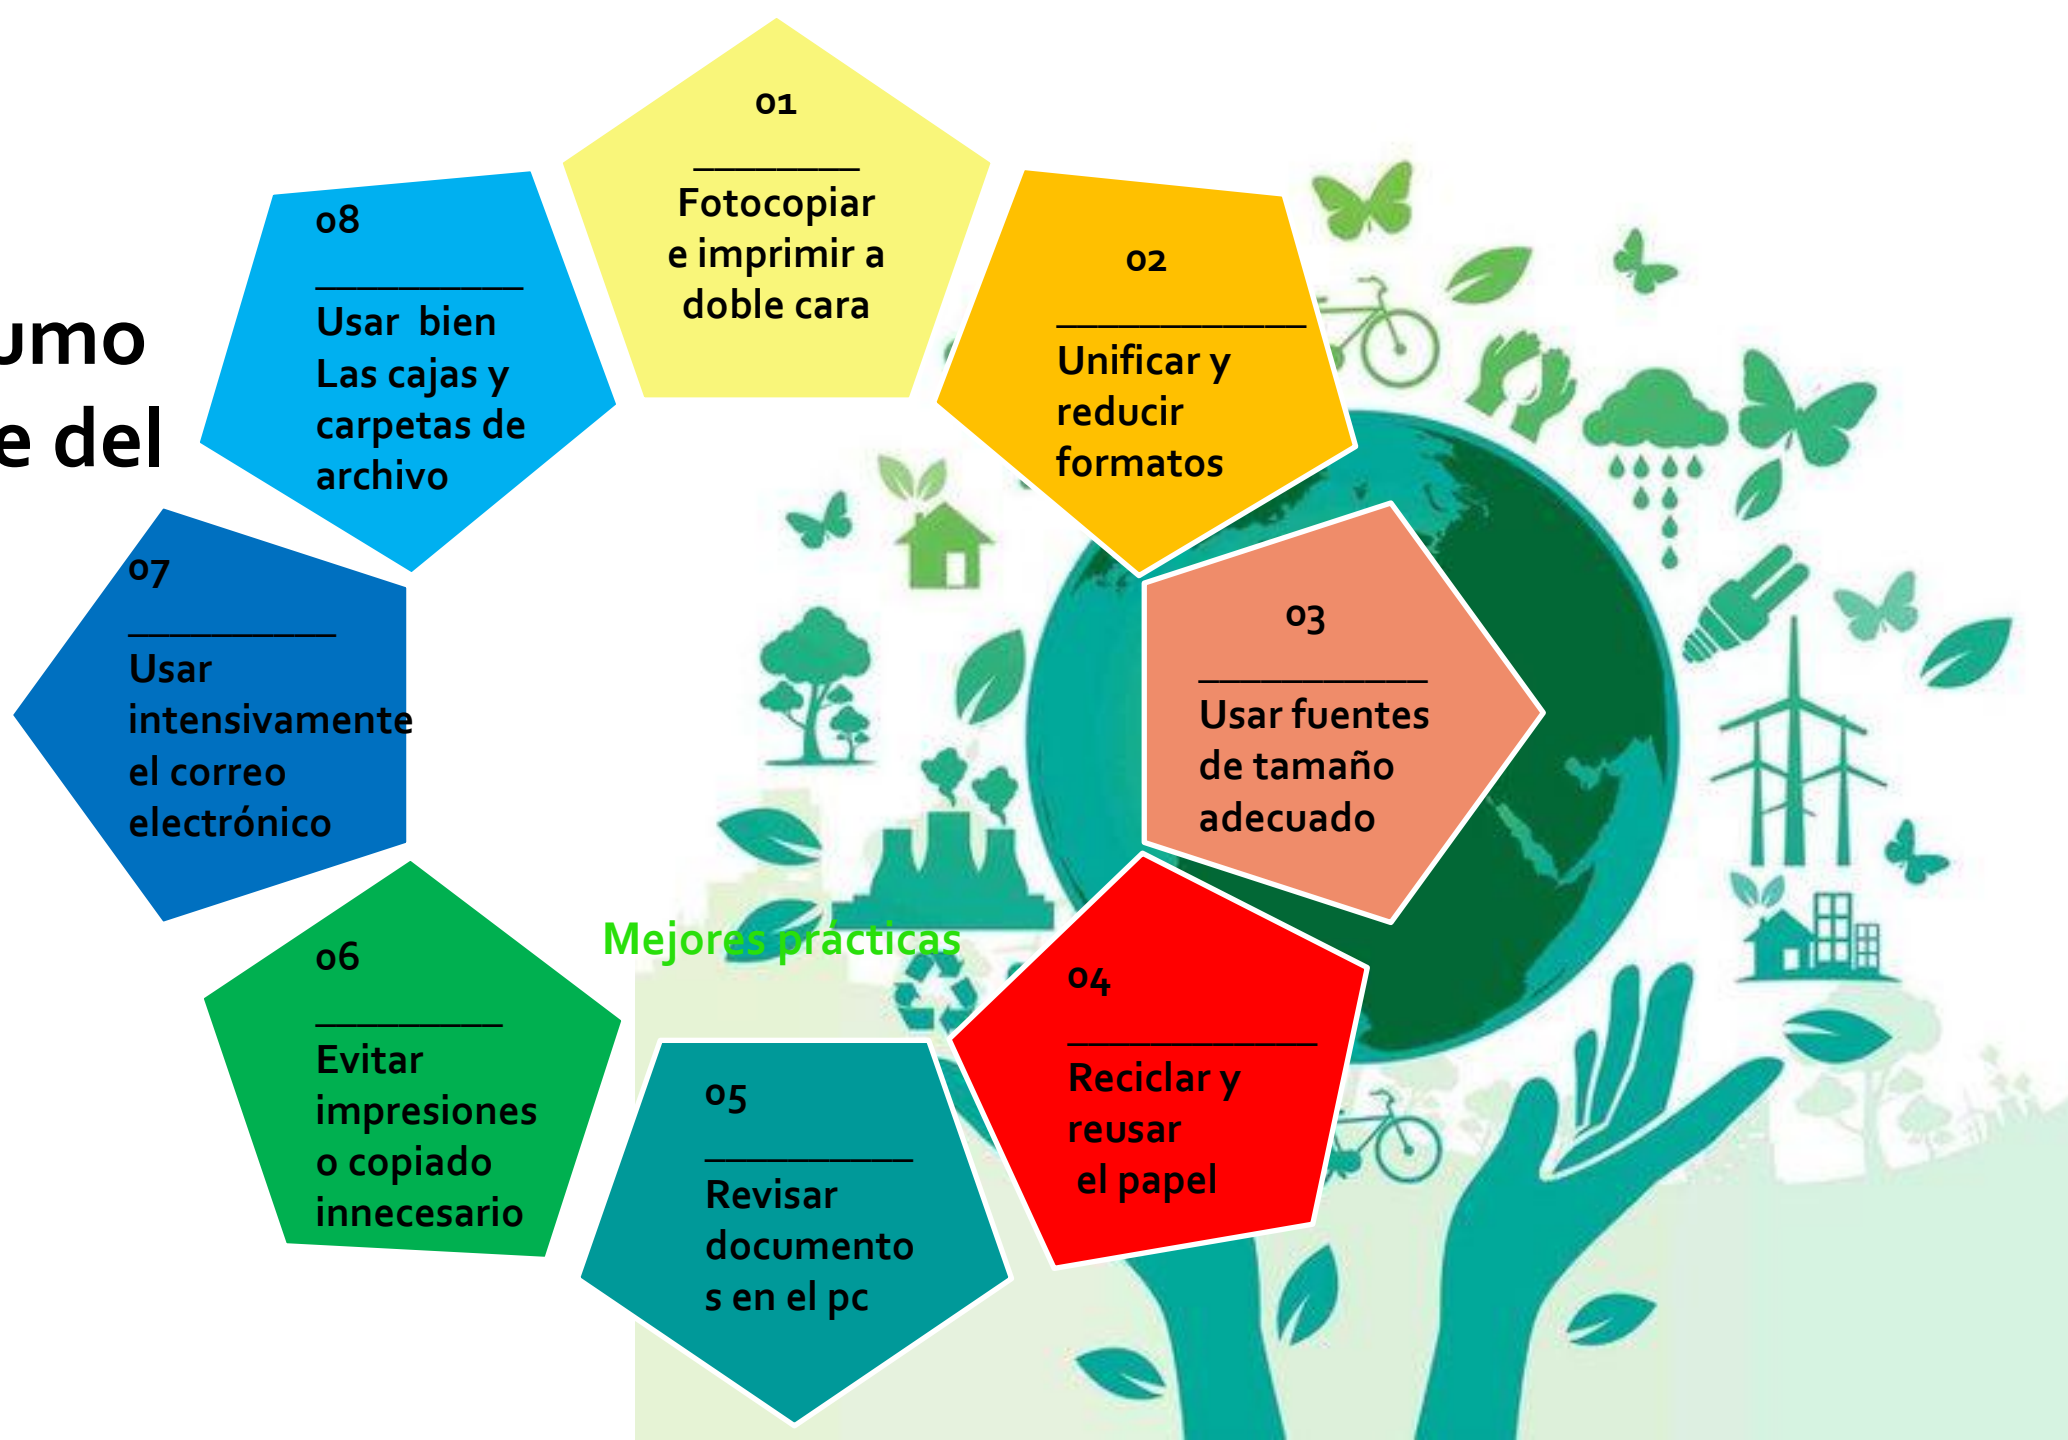 umo
e del
01
________
Fotocopiar
e imprimir a
doble cara
02
____________
Unificar y
reducir
formatos
03
___________
Usar fuentes
de tamaño
adecuado
04
____________
Reciclar y
reusar
el papel
05
__________
Revisar
documento
s en el pc
06
_________
Evitar
impresiones
o copiado
innecesario
07
__________
Usar
intensivamente
el correo
electrónico
08
__________
Usar  bien
Las cajas y
carpetas de
archivo
Mejores prácticas